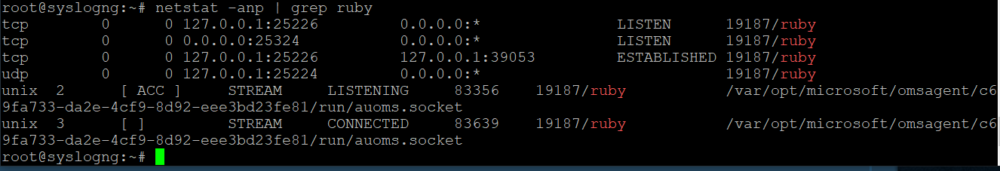 root@syslogng:~# netstat -anp | grep ruby
tcp        0      0 127.0.0.1:25226         0.0.0.0:*               LISTEN      19187/ruby
tcp        0      0 0.0.0.0:25324           0.0.0.0:*               LISTEN      19187/ruby
tcp        0      0 127.0.0.1:25226         127.0.0.1:39053         ESTABLISHED 19187/ruby
udp        0      0 127.0.0.1:25224         0.0.0.0:*                           19187/ruby
unix  2      [ ACC ]     STREAM     LISTENING     83356    19187/ruby           /var/opt/microsoft/omsagent/c6
9fa733-da2e-4cf9-8d92-eee3bd23fe81/run/auoms.socket
unix  3      [ ]         STREAM     CONNECTED     83639    19187/ruby           /var/opt/microsoft/omsagent/c6
9fa733-da2e-4cf9-8d92-eee3bd23fe81/run/auoms.socket
root@syslogng:~#